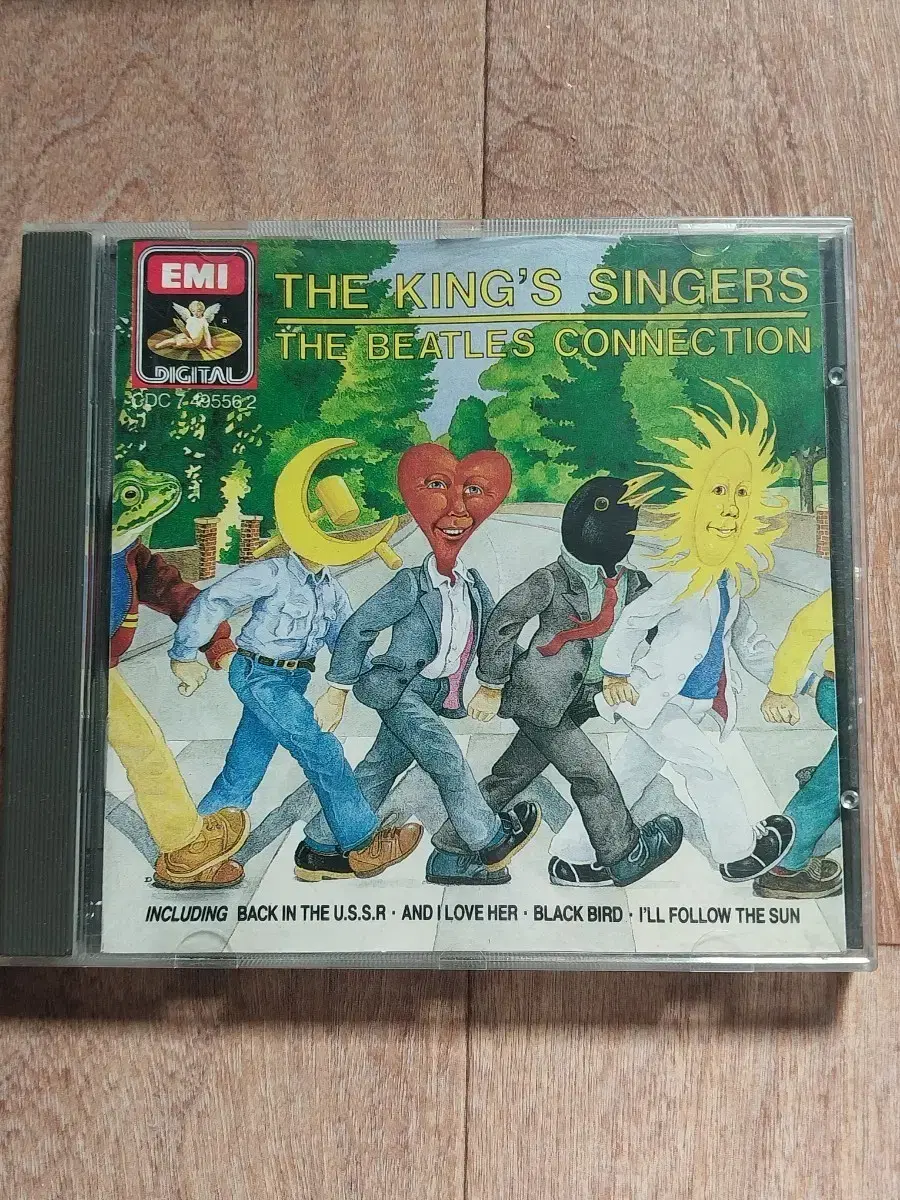 EMI
DIGITAL
CDC 7 49556 2
THE KING'S SINGERS
THE BEATLES CONNECTION
INCLUDING BACK IN THE U.S.S.R · AND I LOVE HER · BLACK BIRD · I'LL FOLLOW THE SUN